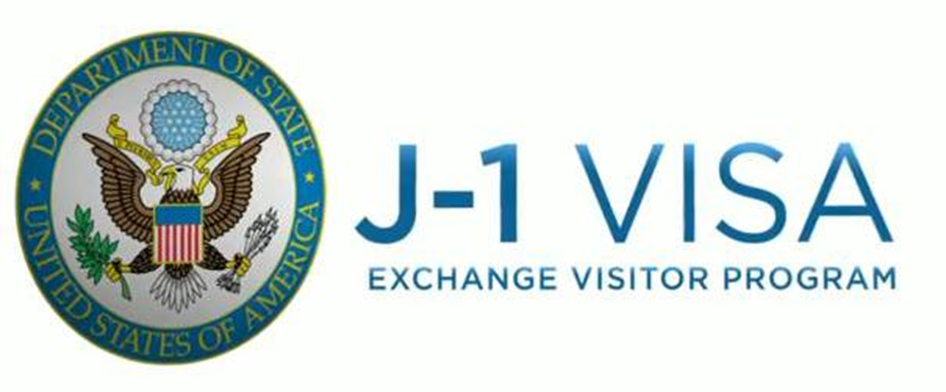 DEPARTMENT OF STATE
UNITED STATES OF AMERICA
J-1 VISA
EXCHANGE VISITOR PROGRAM